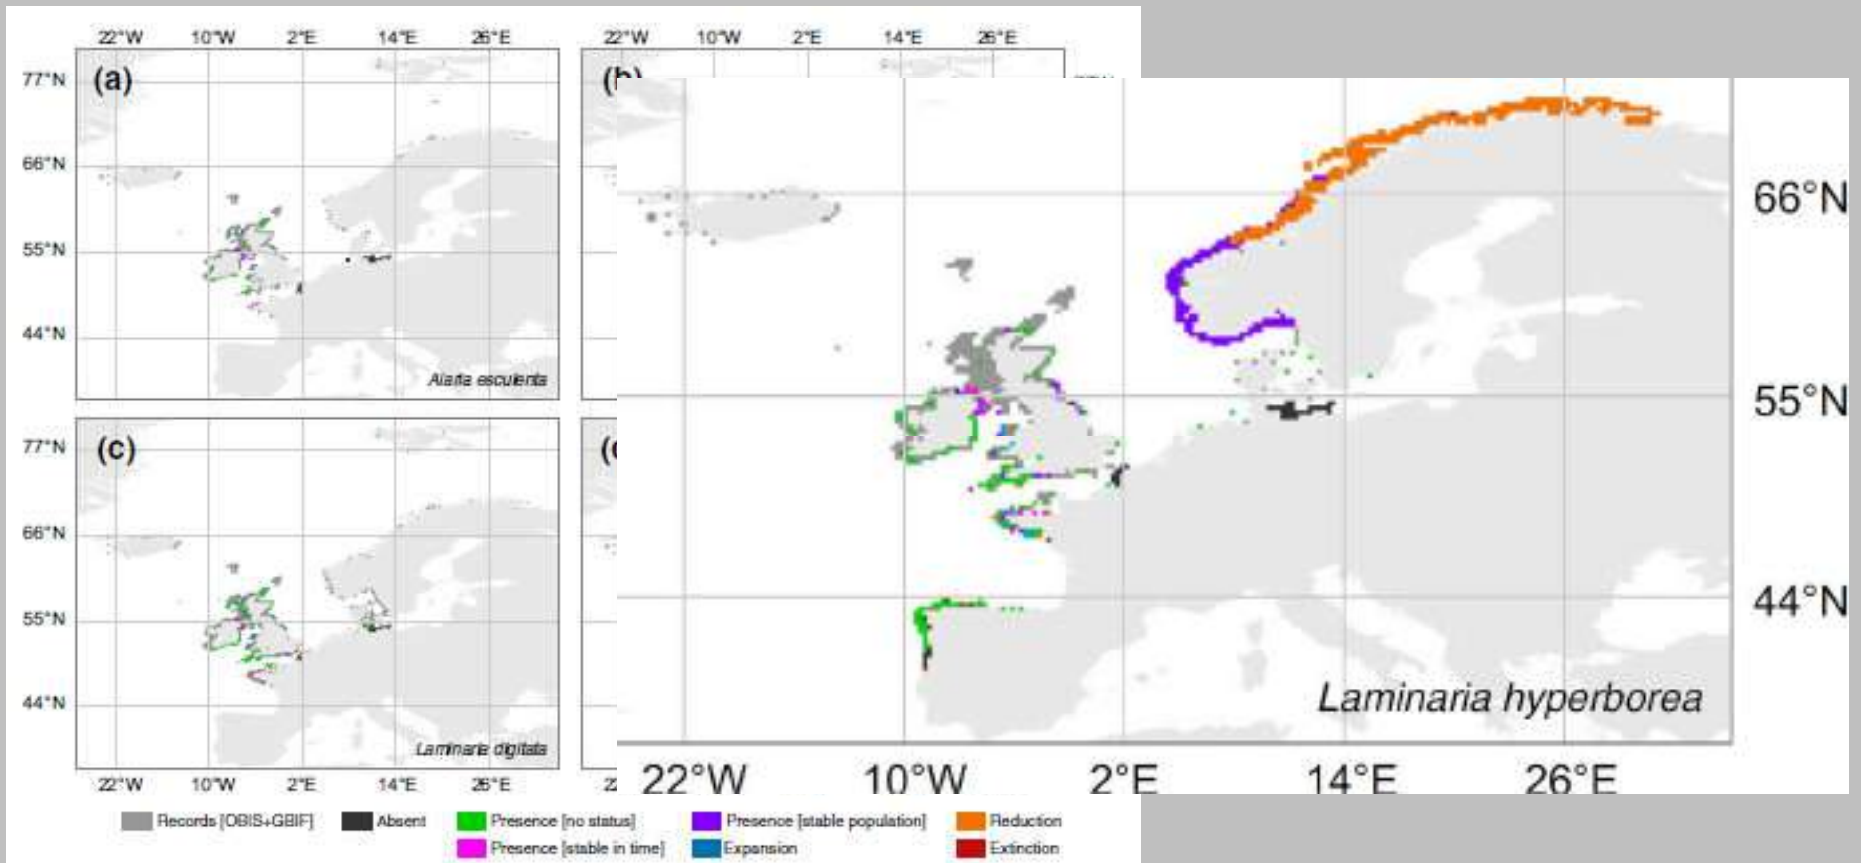 22°W 10°W 2°E 14°E 26°E
22°W 10°W 2°E 14°E 26°E
77°N
(a)
66°N
55°N
44°N
Alaria esculenta
66°N
55°N
44°N
Laminaria hyperborea
22°W 10°W 2°E 14°E 26°E
77°N
(c)
66°N
55°N
44°N
Laminaria digitata
22°W 10°W 2°E 14°E 26°E
Records [OBIS+GBIF]
Absent
Presence [no status]
Presence [stable population]
Reduction
Presence [stable in time]
Expansion
Extinction